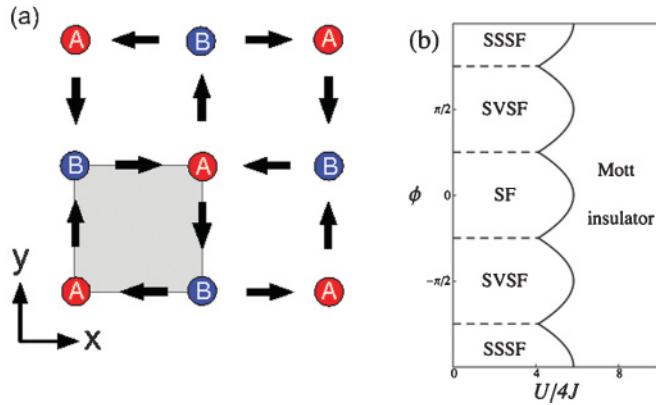 (a)
A B A
B A B
A B A
y
x
(b)
SSSF
π/2 SVSF
ϕ 0 SF Mott
insulator
−π/2 SVSF
SSSF
0 4 8
U/4J